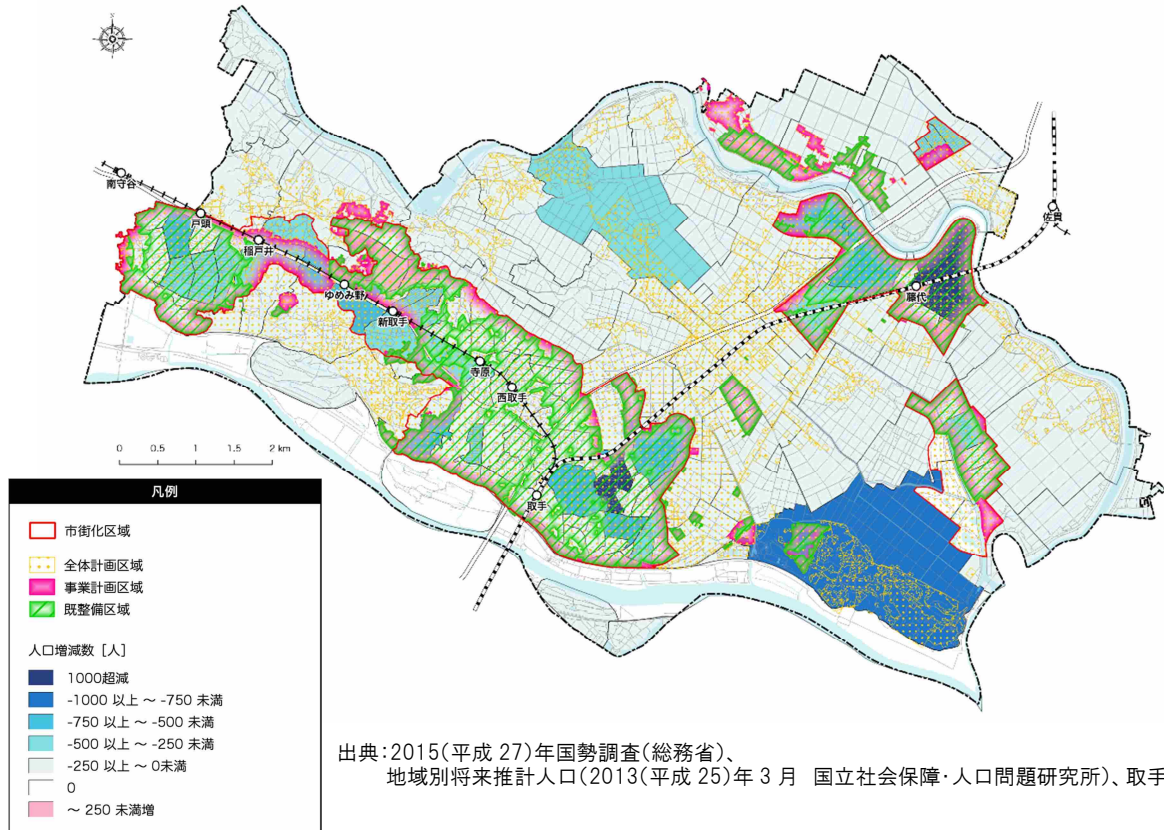 N
南守谷
戸頭
稲戸井
ゆめみ野
新取手
寺原
西取手
取手
藤代
佐貫
0 1 2 km
凡例
市街化区域
全体計画区域
事業計画区域
既整備区域
人口増減数 [人]
1000超減
-1000 以上 ～ -750 未満
-750 以上 ～ -500 未満
-500 以上 ～ -250 未満
-250 以上 ～ 0未満
0
～ 250 未満増
出典：2015(平成 27)年国勢調査(総務省)、
地域別将来推計人口(2013(平成 25)年 3 月 国立社会保障・人口問題研究所)、取手